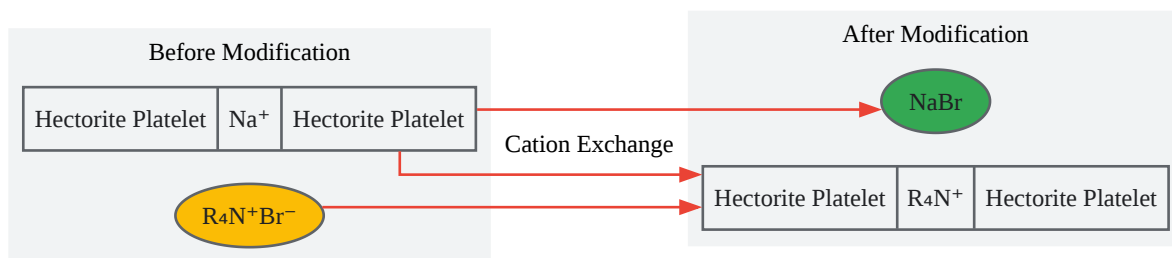 Before Modification
Hectorite Platelet Na⁺ Hectorite Platelet
R₄N⁺Br⁻
Cation Exchange
After Modification
NaBr
Hectorite Platelet R₄N⁺ Hectorite Platelet